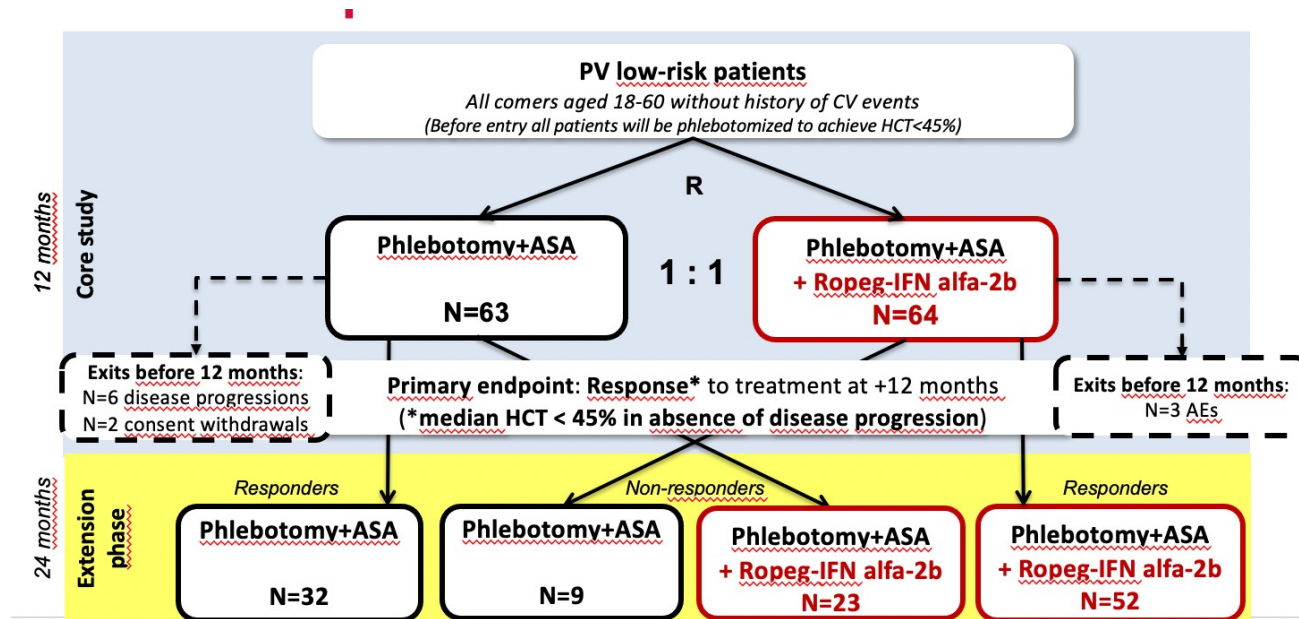 PV low-risk patients
All comers aged 18-60 without history of CV events
(Before entry all patients will be phlebotomized to achieve HCT<45%)
12 months
Core study
R
Phlebotomy+ASA
N=63
1 : 1
Phlebotomy+ASA
+ Ropeg-IFN alfa-2b
N=64
Exits before 12 months:
N=6 disease progressions
N=2 consent withdrawals
Primary endpoint: Response* to treatment at +12 months
(*median HCT < 45% in absence of disease progression)
Exits before 12 months:
N=3 AEs
24 months
Extension
phase
Responders
Non-responders
Responders
Phlebotomy+ASA
N=32
Phlebotomy+ASA
N=9
Phlebotomy+ASA
+ Ropeg-IFN alfa-2b
N=23
Phlebotomy+ASA
+ Ropeg-IFN alfa-2b
N=52